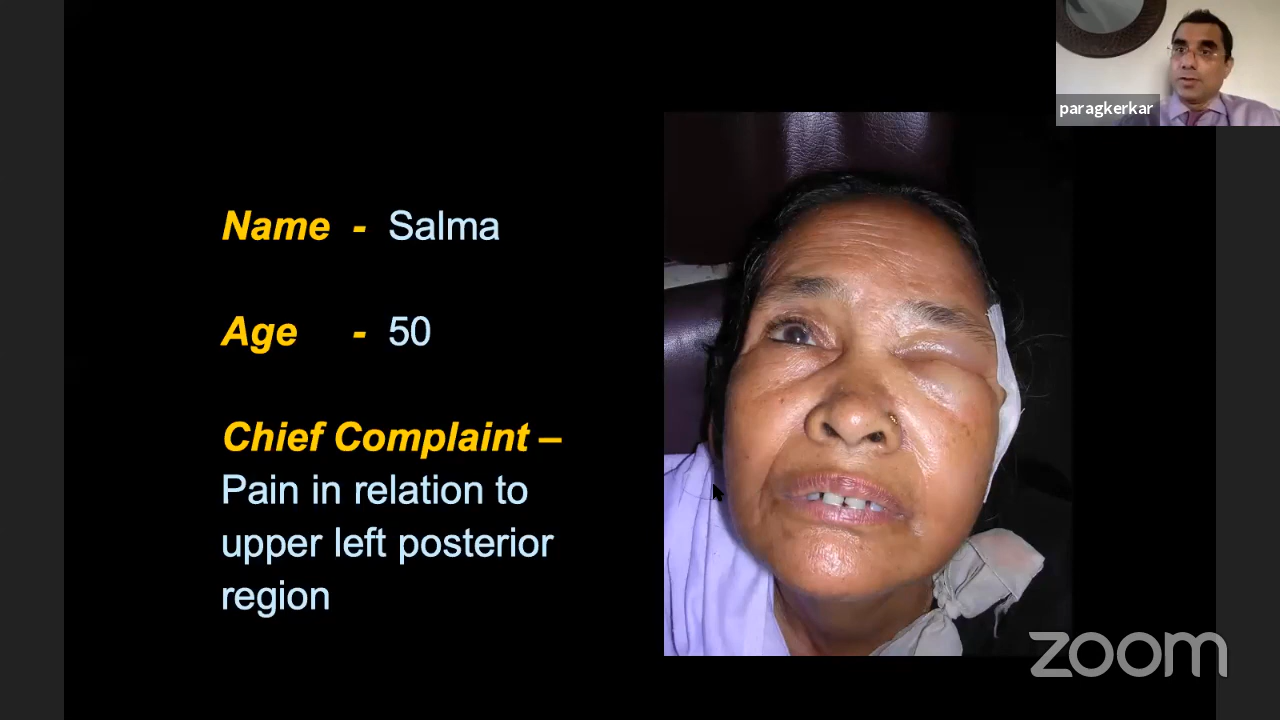 paragkerkar
Name - Salma
Age - 50
Chief Complaint –
Pain in relation to
upper left posterior
region
zoom